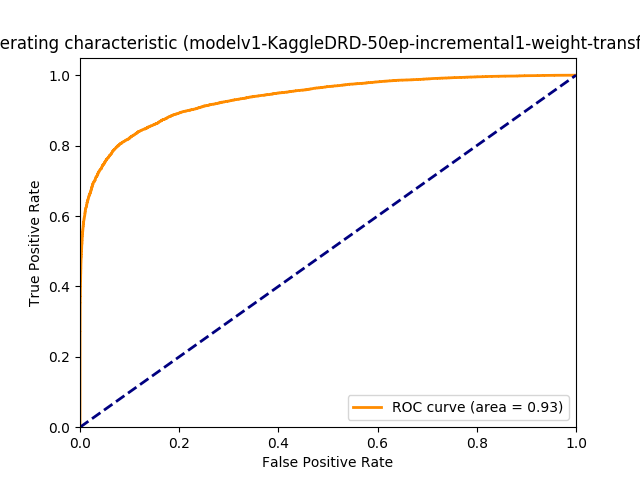 erating characteristic (modelv1-KaggleDRD-50ep-incremental1-weight-transf
1.0
0.8
0.6
0.4
0.2
0.0
True Positive Rate
0.0 0.2 0.4 0.6 0.8 1.0
False Positive Rate
ROC curve (area = 0.93)